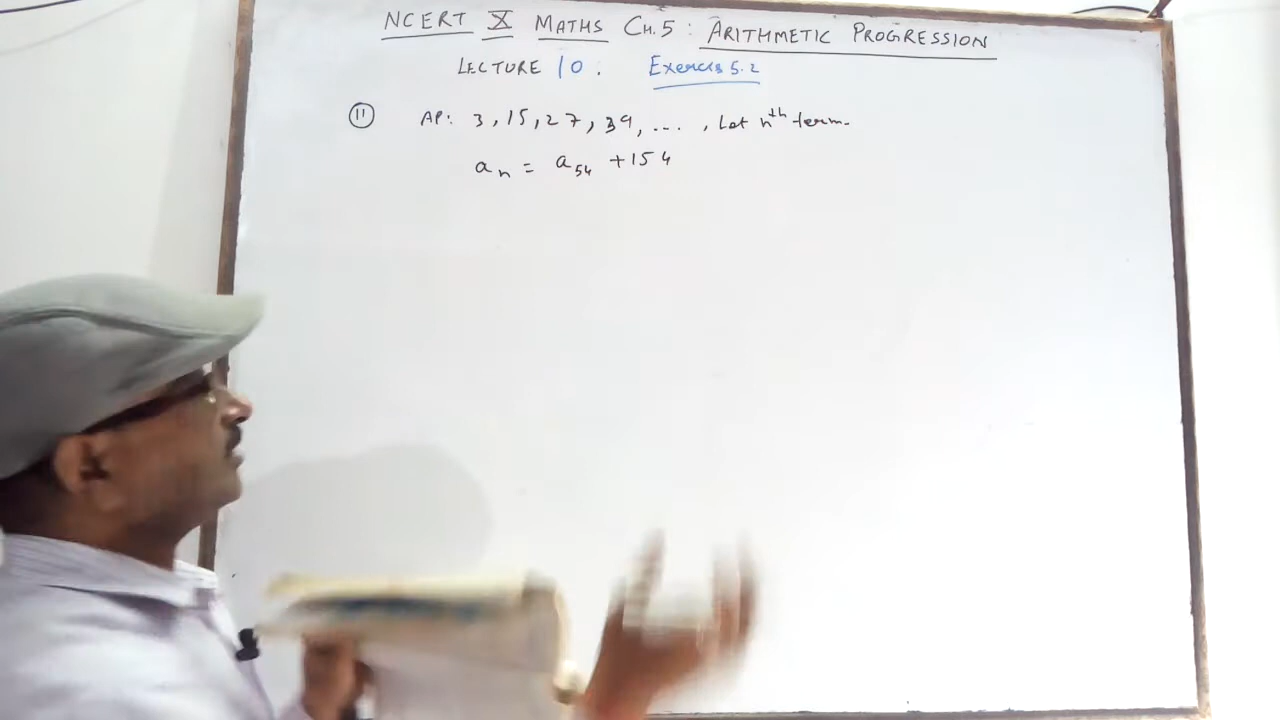 NCERT X MATHS Ch.5 : ARITHMETIC PROGRESSION
LECTURE 10. Exercis 5.2
11 AP: 3, 15, 27, 39, ... , Let nth term.
an = a54 + 154